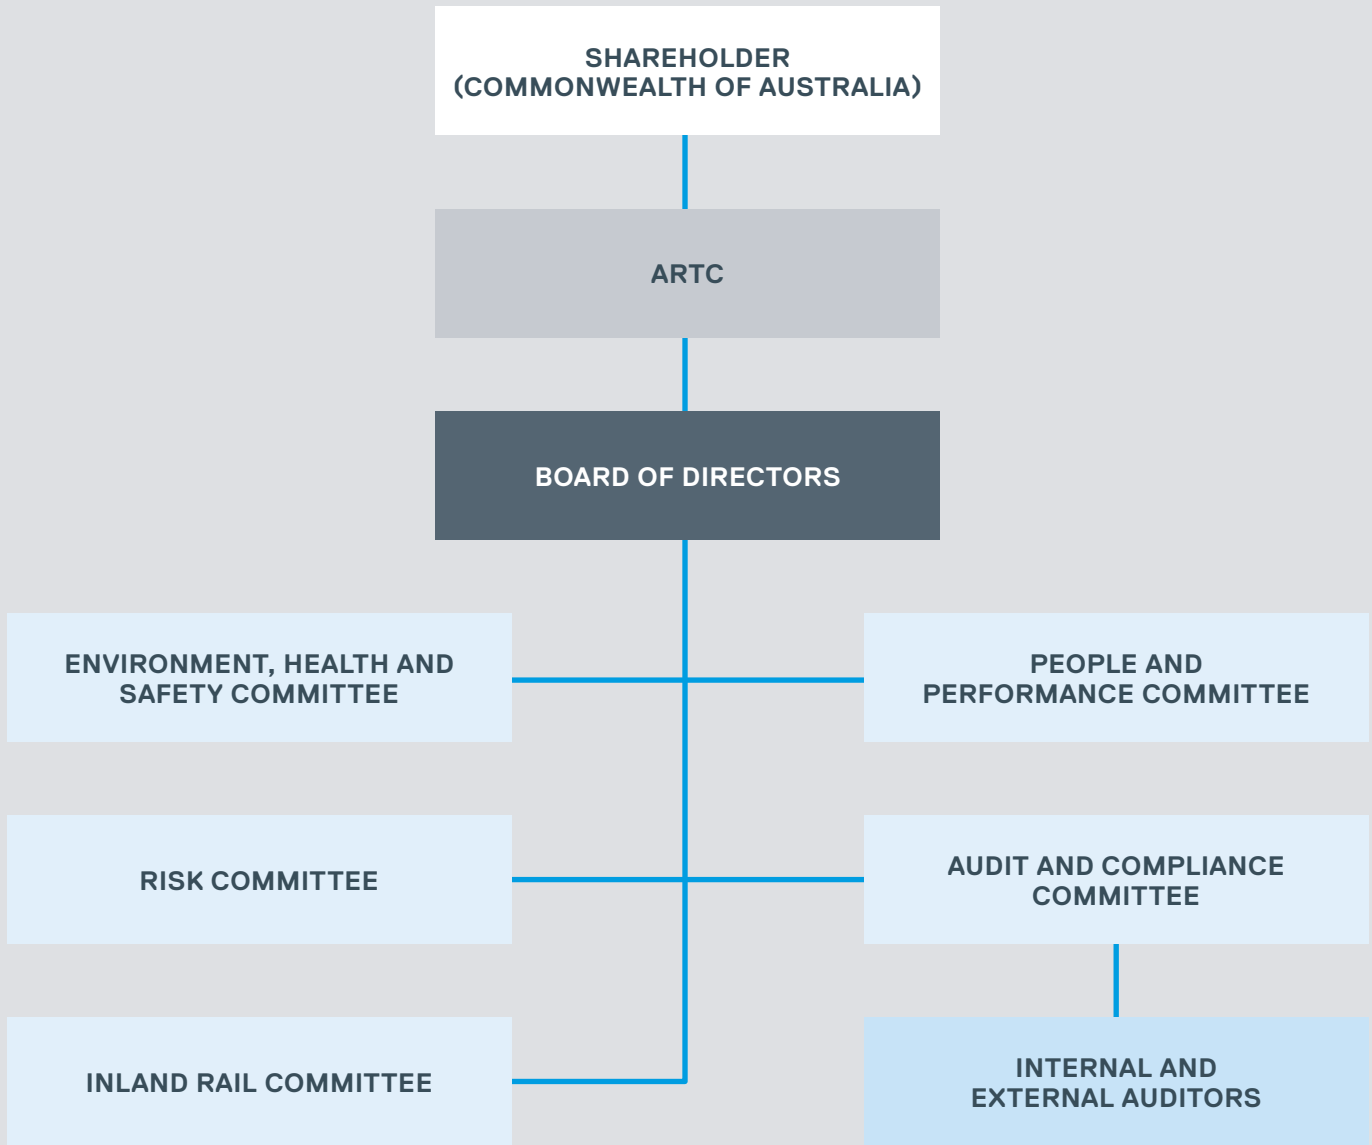 SHAREHOLDER
(COMMONWEALTH OF AUSTRALIA)
ARTC
BOARD OF DIRECTORS
ENVIRONMENT, HEALTH AND
SAFETY COMMITTEE
PEOPLE AND
PERFORMANCE COMMITTEE
RISK COMMITTEE
AUDIT AND COMPLIANCE
COMMITTEE
INLAND RAIL COMMITTEE
INTERNAL AND
EXTERNAL AUDITORS